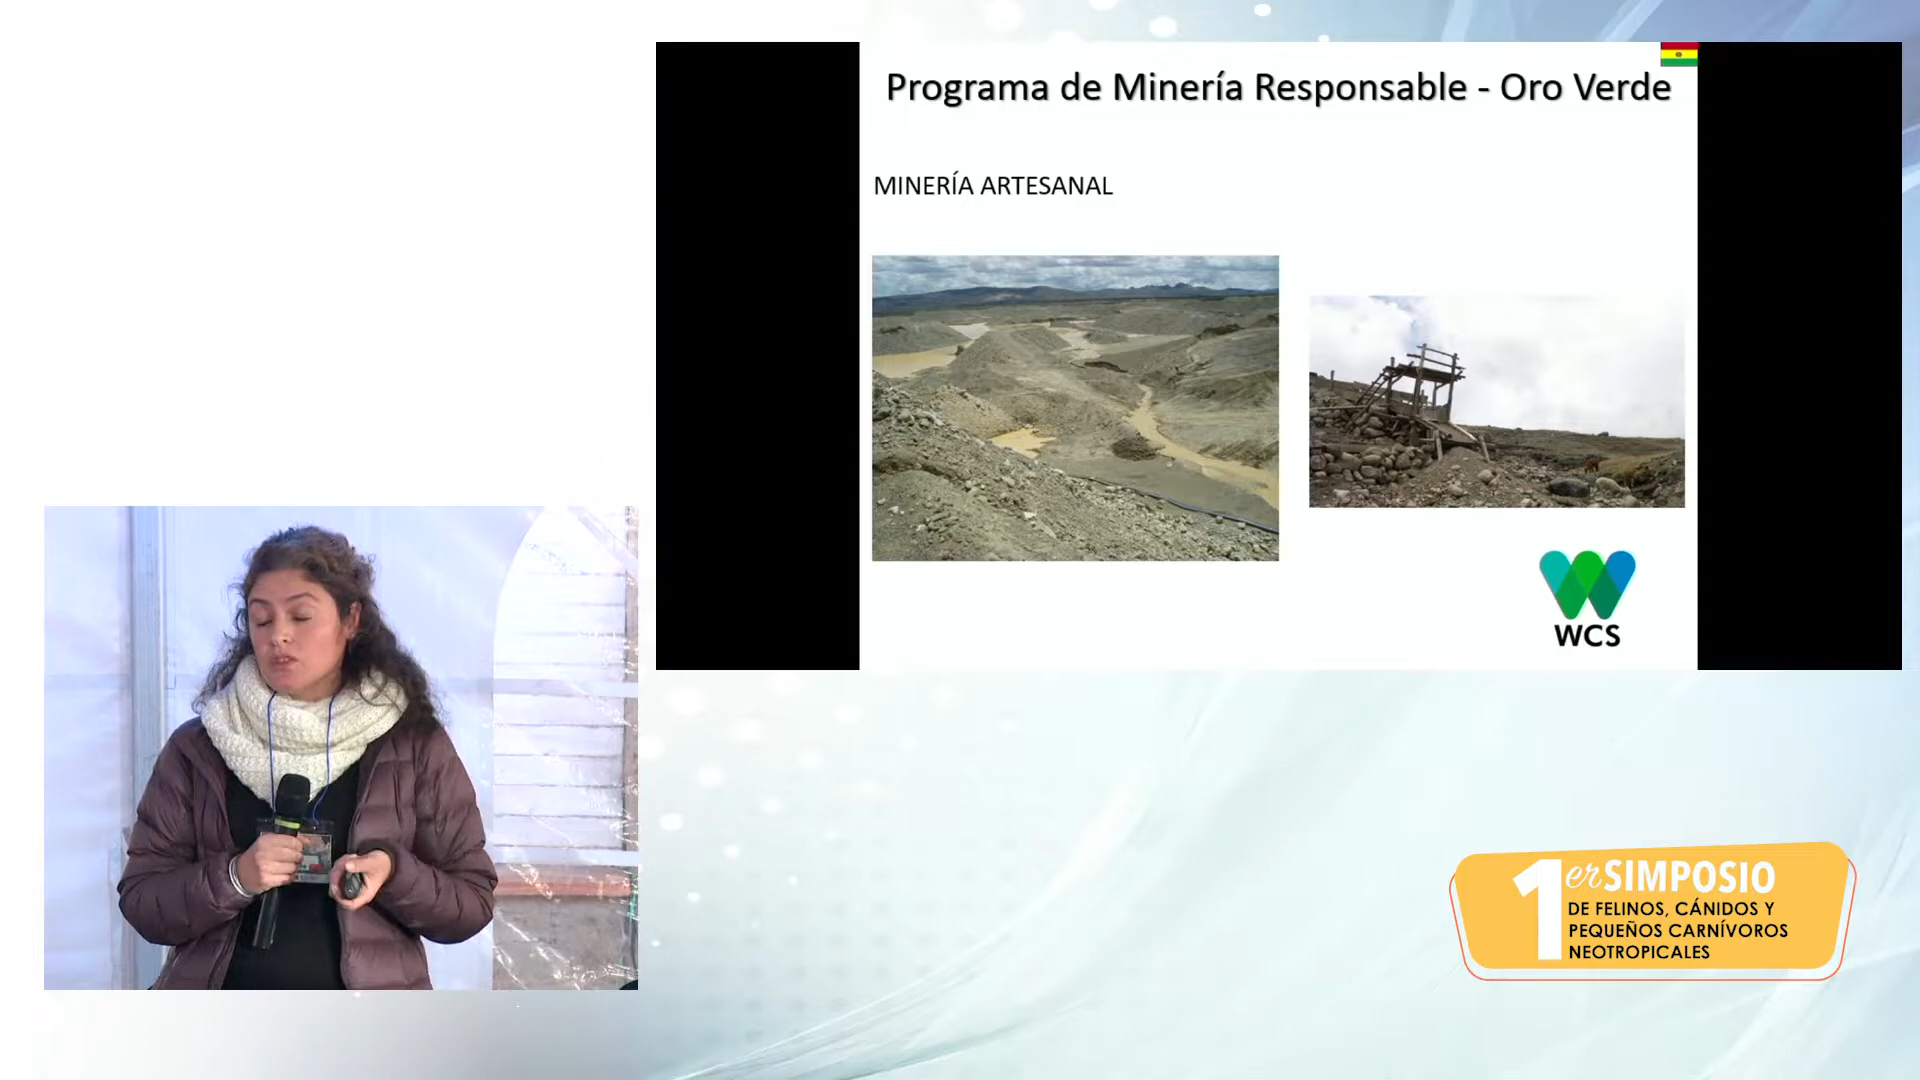 Programa de Minería Responsable - Oro Verde
MINERÍA ARTESANAL
WCS
1er SIMPOSIO
DE FELINOS, CÁNIDOS Y
PEQUEÑOS CARNÍVOROS
NEOTROPICALES